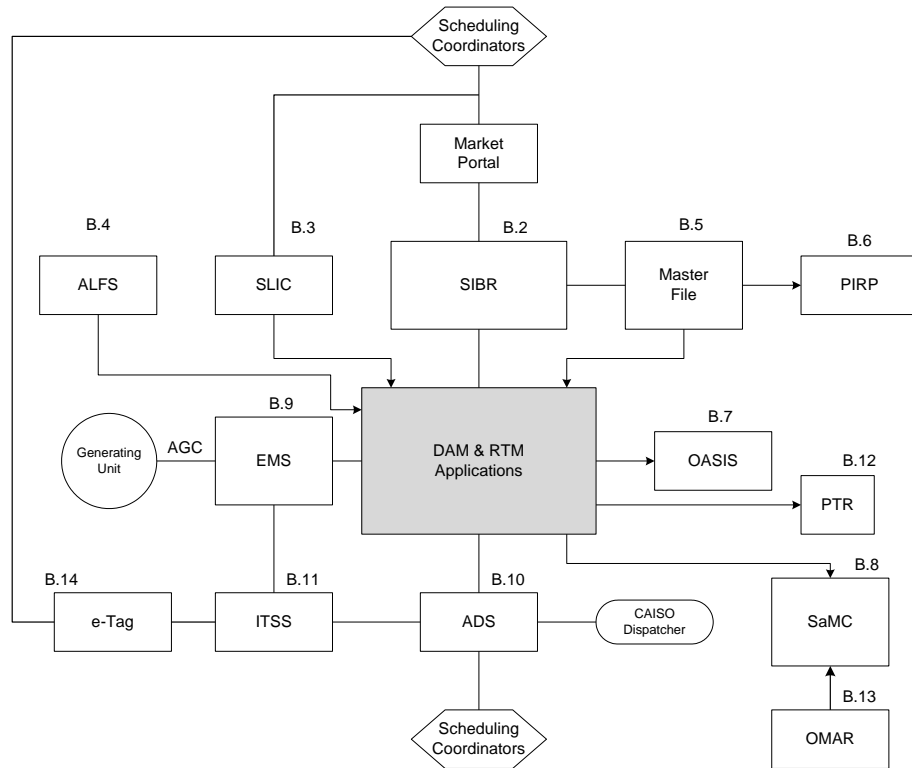 Scheduling
Coordinators
Market
Portal
B.4
B.3
B.2
B.5
B.6
ALFS
SLIC
SIBR
Master
File
PIRP
B.9
B.7
Generating
Unit
AGC
EMS
DAM & RTM
Applications
OASIS
B.12
PTR
B.14
B.11
B.10
B.8
e-Tag
ITSS
ADS
CAISO
Dispatcher
SaMC
B.13
Scheduling
Coordinators
OMAR